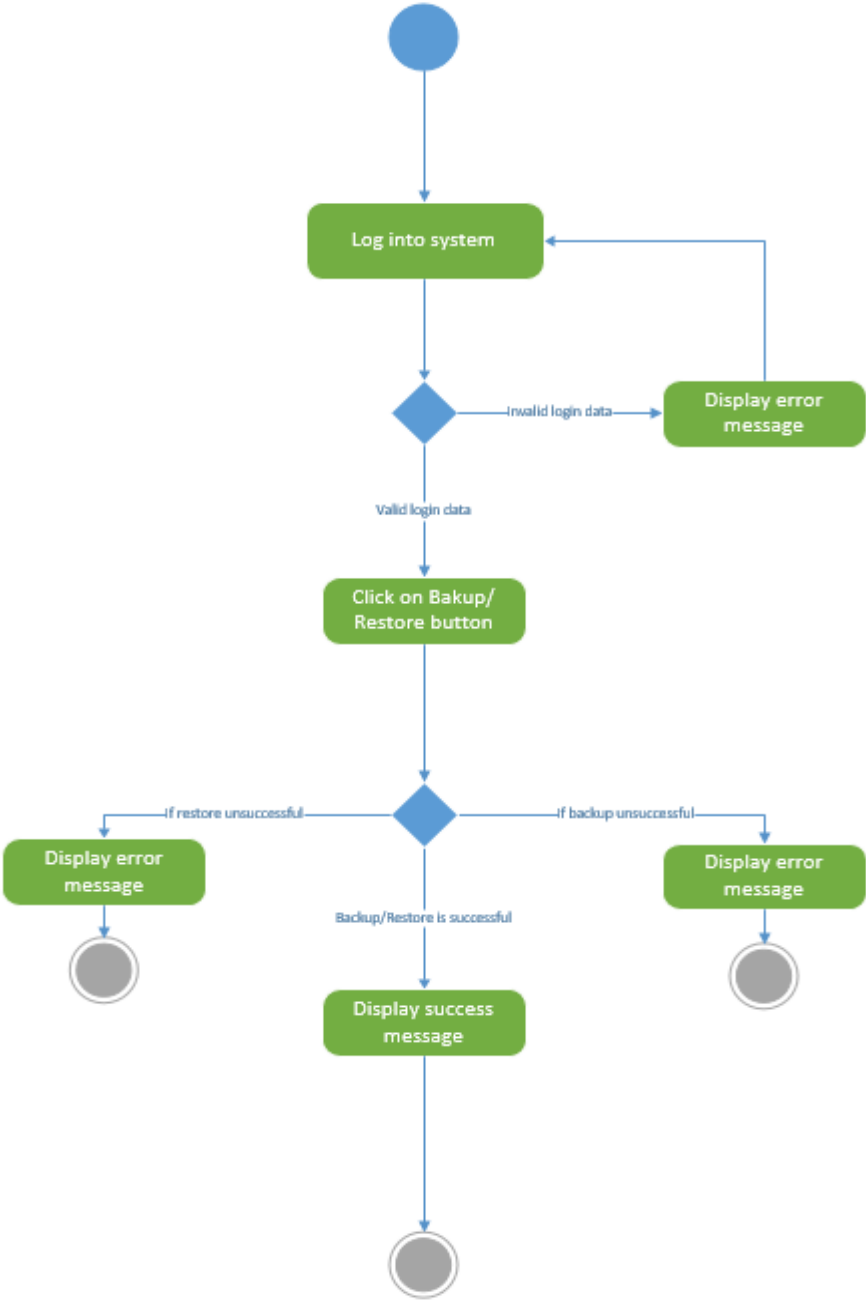 Log into system
Invalid login data
Display error
message
Valid login data
Click on Bakup/
Restore button
If restore unsuccessful
If backup unsuccessful
Display error
message
Display error
message
Backup/Restore is successful
Display success
message